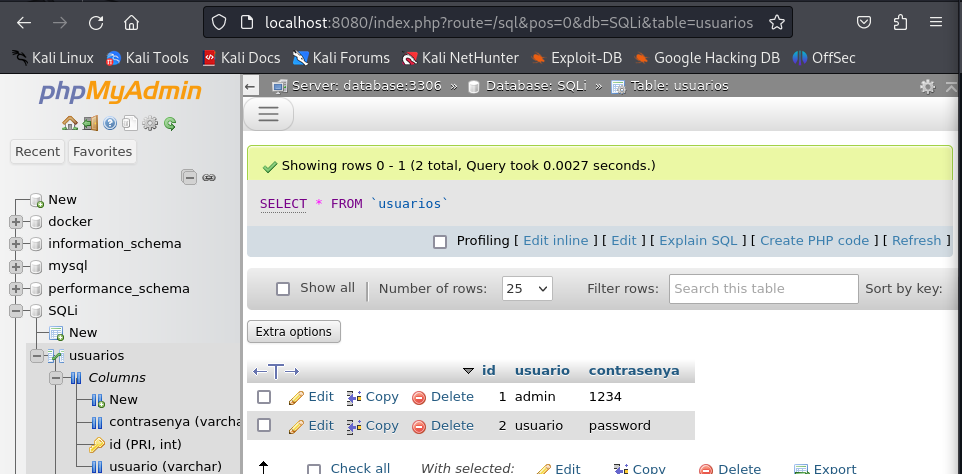 localhost:8080/index.php?route=/sql&pos=0&db=SQLi&table=usuarios
Kali Linux Kali Tools Kali Docs Kali Forums Kali NetHunter Exploit-DB Google Hacking DB OffSec
phpMyAdmin
Recent Favorites
New
docker
information_schema
mysql
performance_schema
SQLi
New
usuarios
Columns
New
contrasenya (varcha
id (PRI, int)
usuario (varchar)
Server: database:3306 » Database: SQLi » Table: usuarios
Showing rows 0 - 1 (2 total, Query took 0.0027 seconds.)
SELECT * FROM `usuarios`
Profiling [ Edit inline ] [ Edit ] [ Explain SQL ] [ Create PHP code ] [ Refresh ]
Show all | Number of rows: 25 Filter rows: Search this table Sort by key:
Extra options
←T→ id usuario contrasenya
Edit Copy Delete 1 admin 1234
Edit Copy Delete 2 usuario password
Check all With selected: Edit Copy Delete Export